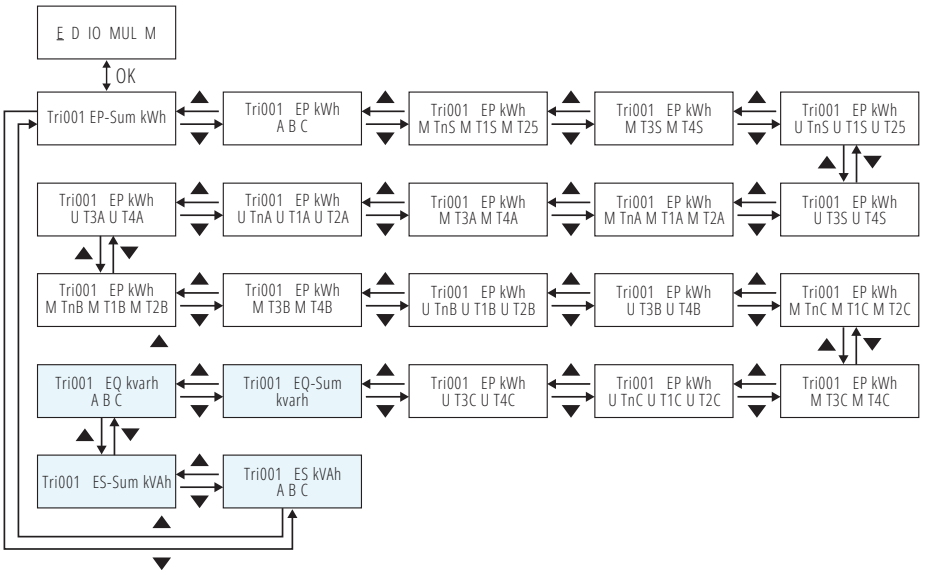 E D IO MUL M
OK
Tri001 EP-Sum kWh
Tri001 EP kWh
A B C
Tri001 EP kWh
M TnS M T1S M T25
Tri001 EP kWh
M T3S M T4S
Tri001 EP kWh
U TnS U T1S U T25
Tri001 EP kWh
U T3A U T4A
Tri001 EP kWh
U TnA U T1A U T2A
Tri001 EP kWh
M T3A M T4A
Tri001 EP kWh
M TnA M T1A M T2A
Tri001 EP kWh
U T3S U T4S
Tri001 EP kWh
M TnB M T1B M T2B
Tri001 EP kWh
M T3B M T4B
Tri001 EP kWh
U TnB U T1B U T2B
Tri001 EP kWh
U T3B U T4B
Tri001 EP kWh
M TnC M T1C M T2C
Tri001 EQ kvarh
A B C
Tri001 EQ-Sum
kvarh
Tri001 EP kWh
U T3C U T4C
Tri001 EP kWh
U TnC U T1C U T2C
Tri001 EP kWh
M T3C M T4C
Tri001 ES-Sum kVAh
Tri001 ES kVAh
A B C